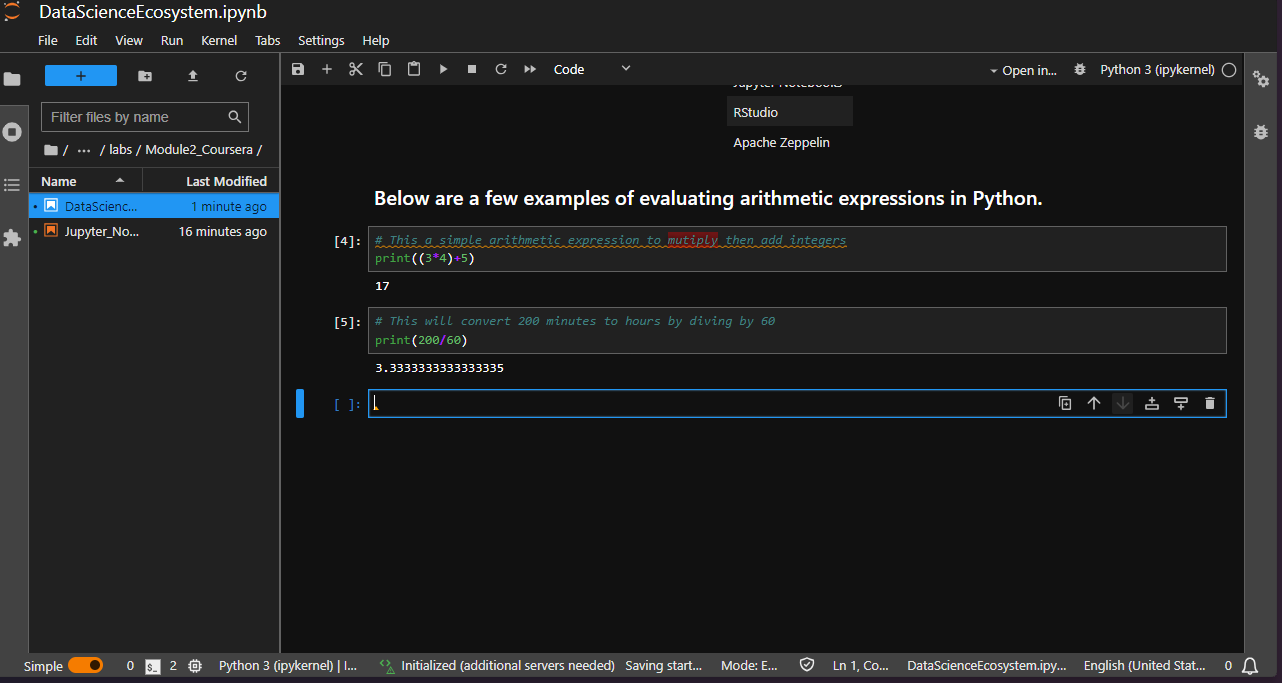 DataScienceEcosystem.ipynb
File Edit View Run Kernel Tabs Settings Help
Code
Open in... Python 3 (ipykernel)
Filter files by name
/ ... / labs / Module2_Coursera /
Name Last Modified
DataScienc... 1 minute ago
Jupyter_No... 16 minutes ago
Jupyter Notebooks
RStudio
Apache Zeppelin
Below are a few examples of evaluating arithmetic expressions in Python.
[4]: # This a simple arithmetic expression to mutiply then add integers
print((3*4)+5)
17
[5]: # This will convert 200 minutes to hours by diving by 60
print(200/60)
3.3333333333333335
[ ]:
Simple 0 $_ 2 Python 3 (ipykernel) | I... Initialized (additional servers needed) Saving start... Mode: E... Ln 1, Co... DataScienceEcosystem.ipy... English (United Stat... 0